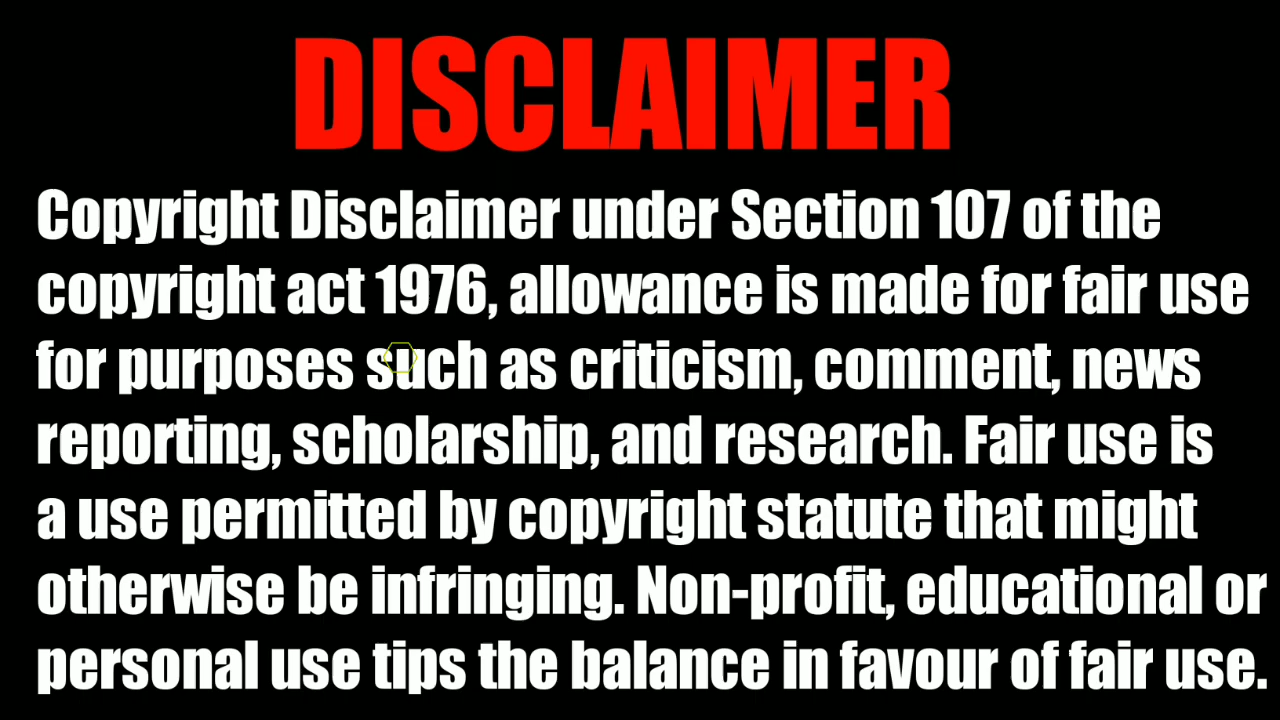 DISCLAIMER
Copyright Disclaimer under Section 107 of the
copyright act 1976, allowance is made for fair use
for purposes such as criticism, comment, news
reporting, scholarship, and research. Fair use is
a use permitted by copyright statute that might
otherwise be infringing. Non-profit, educational or
personal use tips the balance in favour of fair use.